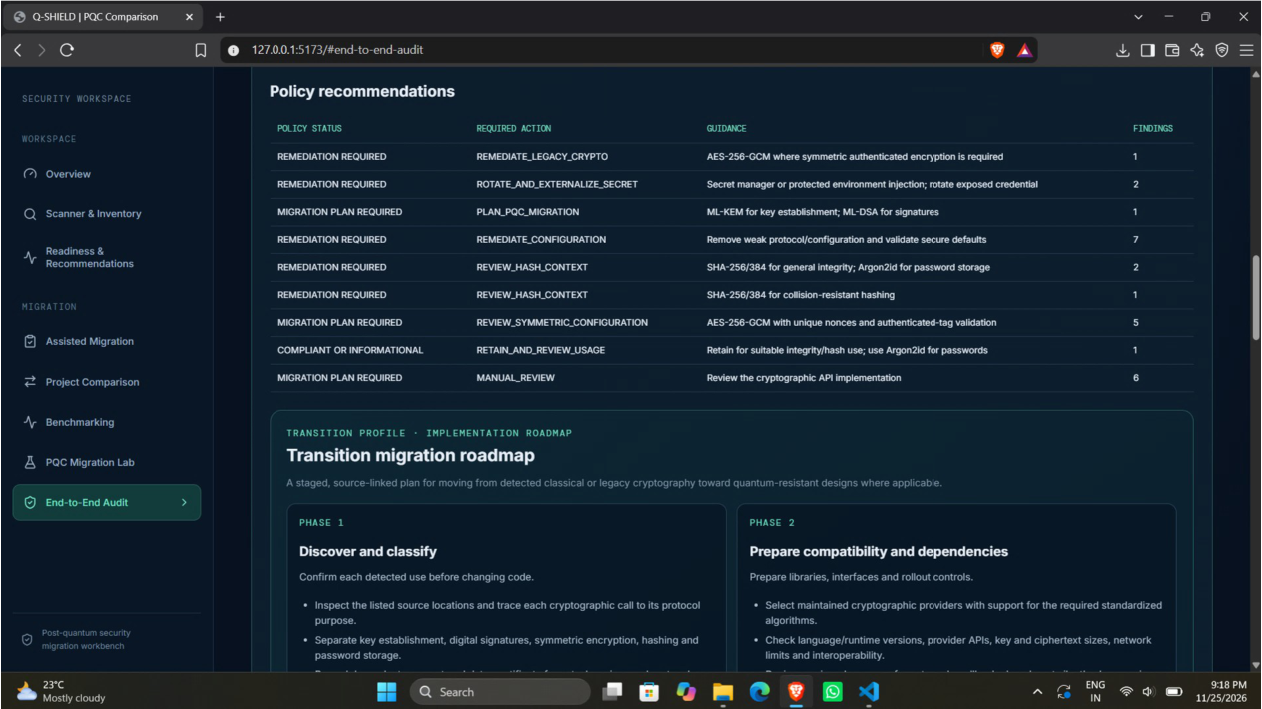 Q-SHIELD | PQC Comparison
127.0.0.1:5173/#end-to-end-audit
SECURITY WORKSPACE
WORKSPACE
Overview
Scanner & Inventory
Readiness &
Recommendations
MIGRATION
Assisted Migration
Project Comparison
Benchmarking
PQC Migration Lab
End-to-End Audit
Post-quantum security
migration workbench
Policy recommendations
POLICY STATUS REQUIRED ACTION GUIDANCE FINDINGS
REMEDIATION REQUIRED REMEDIATE_LEGACY_CRYPTO AES-256-GCM where symmetric authenticated encryption is required 1
REMEDIATION REQUIRED ROTATE_AND_EXTERNALIZE_SECRET Secret manager or protected environment injection; rotate exposed credential 2
MIGRATION PLAN REQUIRED PLAN_PQC_MIGRATION ML-KEM for key establishment; ML-DSA for signatures 1
REMEDIATION REQUIRED REMEDIATE_CONFIGURATION Remove weak protocol/configuration and validate secure defaults 7
REMEDIATION REQUIRED REVIEW_HASH_CONTEXT SHA-256/384 for general integrity; Argon2id for password storage 2
REMEDIATION REQUIRED REVIEW_HASH_CONTEXT SHA-256/384 for collision-resistant hashing 1
MIGRATION PLAN REQUIRED REVIEW_SYMMETRIC_CONFIGURATION AES-256-GCM with unique nonces and authenticated-tag validation 5
COMPLIANT OR INFORMATIONAL RETAIN_AND_REVIEW_USAGE Retain for suitable integrity/hash use; use Argon2id for passwords 1
MIGRATION PLAN REQUIRED MANUAL_REVIEW Review the cryptographic API implementation 6
TRANSITION PROFILE · IMPLEMENTATION ROADMAP
Transition migration roadmap
A staged, source-linked plan for moving from detected classical or legacy cryptography toward quantum-resistant designs where applicable.
PHASE 1
Discover and classify
Confirm each detected use before changing code.
• Inspect the listed source locations and trace each cryptographic call to its protocol
purpose.
• Separate key establishment, digital signatures, symmetric encryption, hashing and
password storage.
PHASE 2
Prepare compatibility and dependencies
Prepare libraries, interfaces and rollout controls.
• Select maintained cryptographic providers with support for the required standardized
algorithms.
• Check language/runtime versions, provider APIs, key and ciphertext sizes, network
limits and interoperability.
23°C
Mostly cloudy
Search
ENG
IN
9:18 PM
11/25/2026